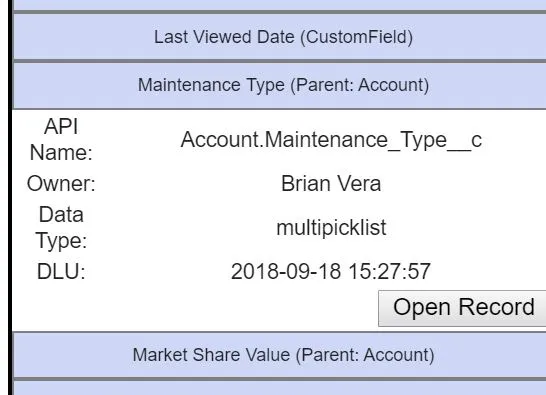 Last Viewed Date (CustomField)
Maintenance Type (Parent: Account)
API
Name:
Account.Maintenance_Type__c
Owner:
Brian Vera
Data
Type:
multipicklist
DLU:
2018-09-18 15:27:57
Open Record
Market Share Value (Parent: Account)